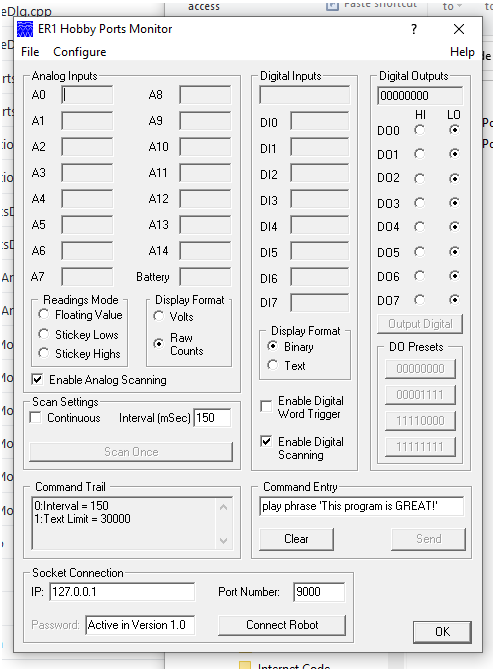 eDlg.cpp
access
Paste shortcut
to
ER1 Hobby Ports Monitor
?
File Configure Help
Analog Inputs
A0
A1
A2
A3
A4
A5
A6
A7
A8
A9
A10
A11
A12
A13
A14
Battery
Readings Mode
Floating Value
Stickey Lows
Stickey Highs
Display Format
Volts
Raw
Counts
Enable Analog Scanning
Scan Settings
Continuous Interval (mSec) 150
Scan Once
Digital Inputs
DI0
DI1
DI2
DI3
DI4
DI5
DI6
DI7
Display Format
Binary
Text
Enable Digital
Word Trigger
Enable Digital
Scanning
Digital Outputs
00000000
HI LO
DO0
DO1
DO2
DO3
DO4
DO5
DO6
DO7
Output Digital
DO Presets
00000000
00001111
11110000
11111111
Command Trail
0:Interval = 150
1:Text Limit = 30000
Command Entry
play phrase 'This program is GREAT!'
Clear Send
Socket Connection
IP: 127.0.0.1 Port Number: 9000
Password: Active in Version 1.0 Connect Robot
OK
Internet Code